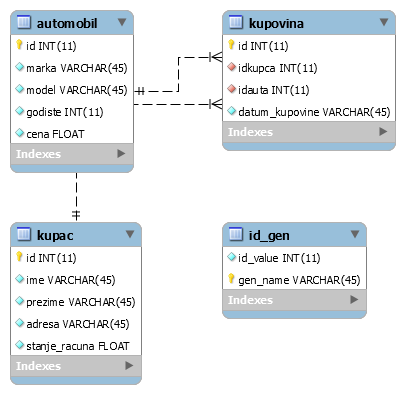 automobil
id INT(11)
marka VARCHAR(45)
model VARCHAR(45)
godiste INT(11)
cena FLOAT
Indexes
kupovina
id INT(11)
idkupca INT(11)
idauta INT(11)
datum_kupovine VARCHAR(45)
Indexes
kupac
id INT(11)
ime VARCHAR(45)
prezime VARCHAR(45)
adresa VARCHAR(45)
stanje_racuna FLOAT
Indexes
id_gen
id_value INT(11)
gen_name VARCHAR(45)
Indexes